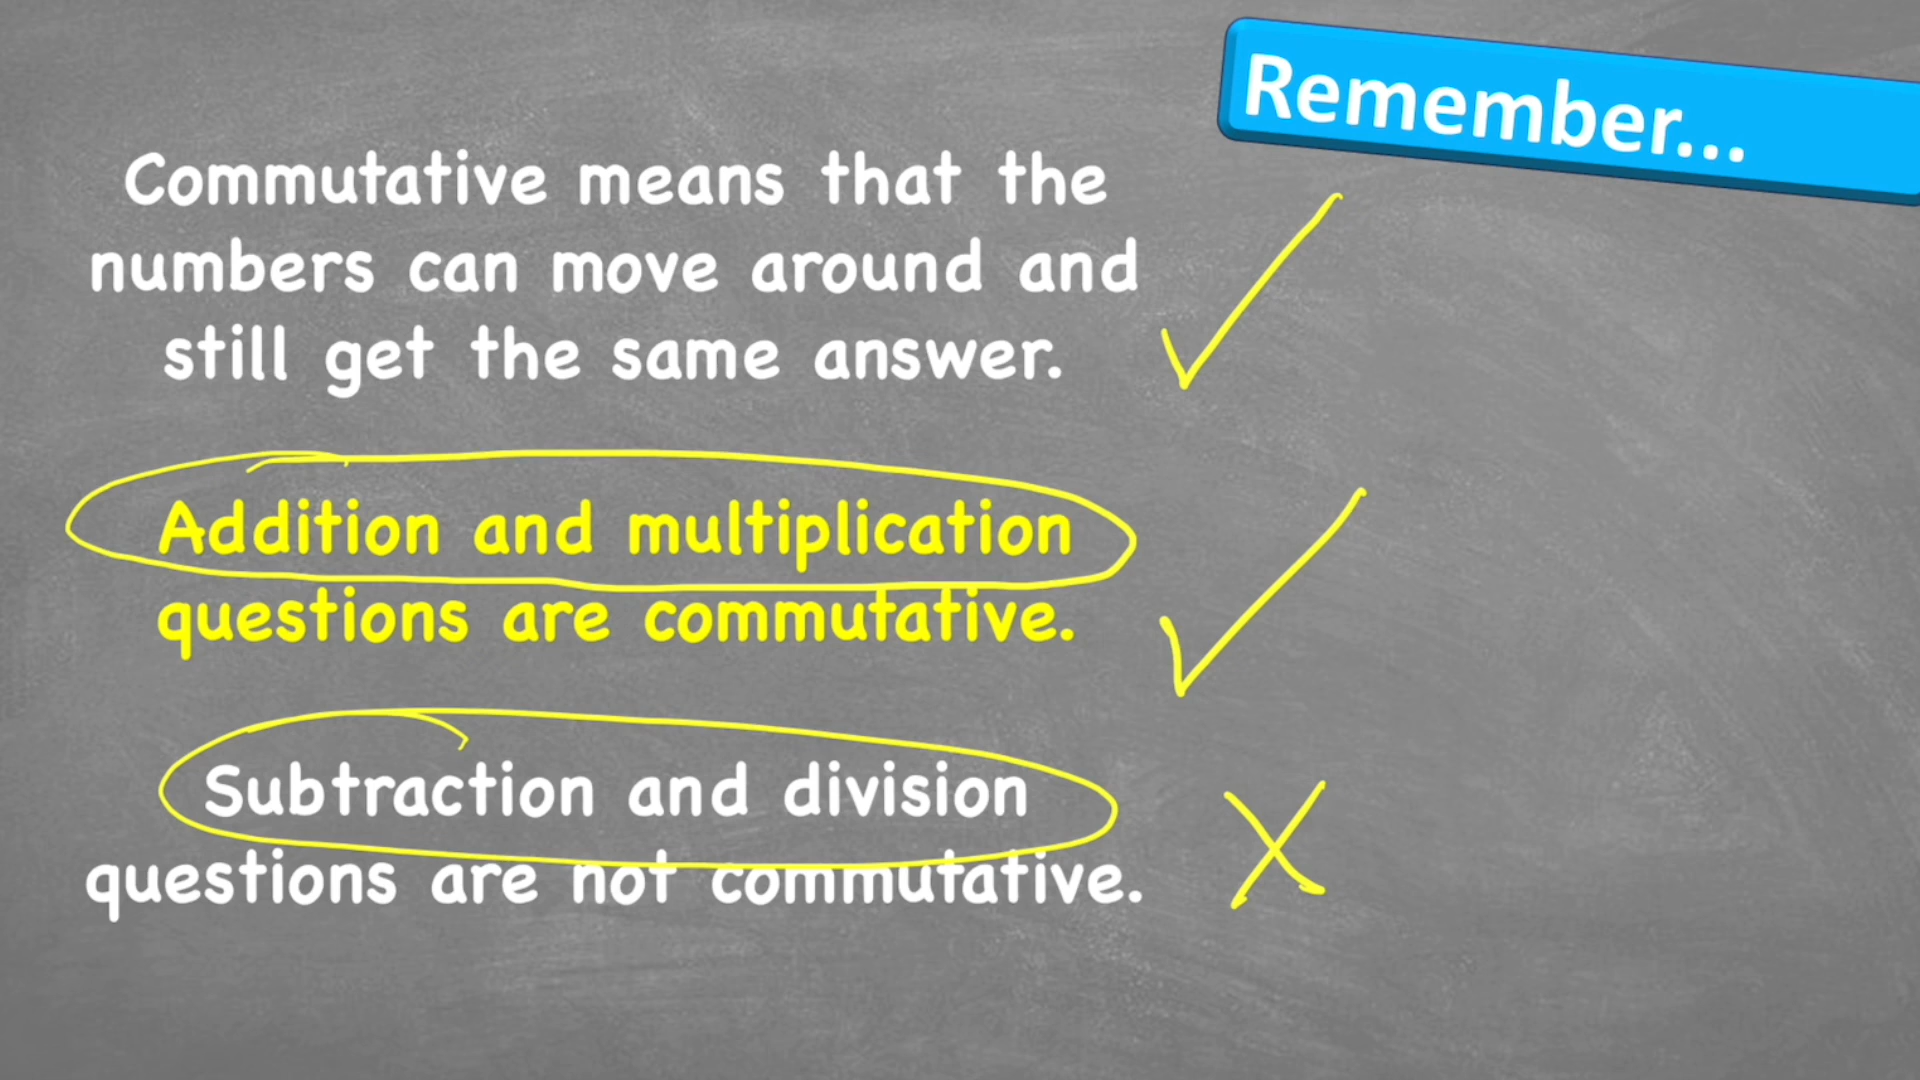 Remember...
Commutative means that the
numbers can move around and
still get the same answer.
Addition and multiplication
questions are commutative.
Subtraction and division
questions are not commutative.